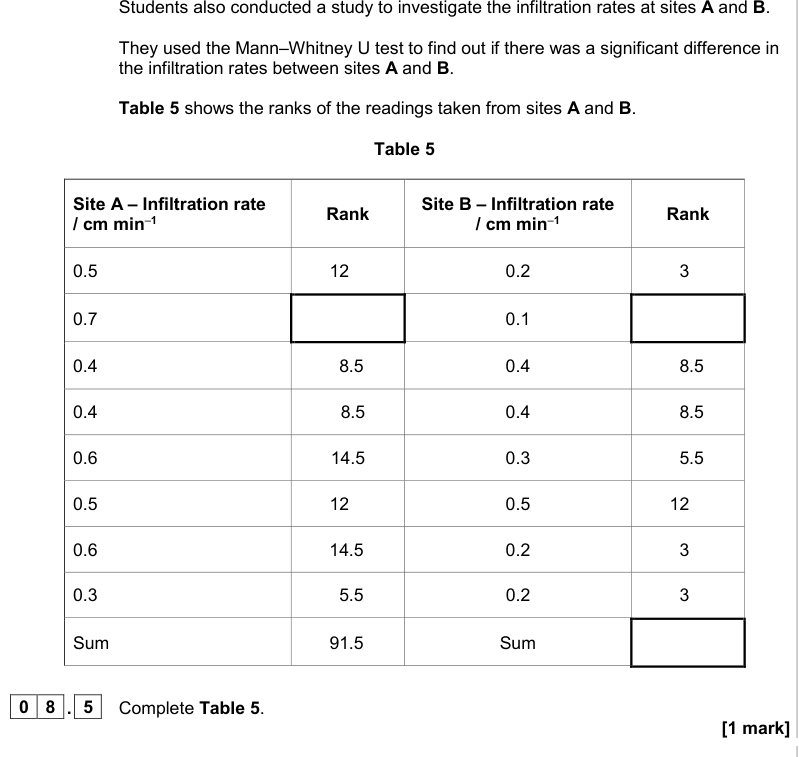 Students also conducted a study to investigate the infiltration rates at sites A and B.
They used the Mann–Whitney U test to find out if there was a significant difference in
the infiltration rates between sites A and B.
Table 5 shows the ranks of the readings taken from sites A and B.
Table 5
Site A – Infiltration rate / cm min⁻¹ Rank Site B – Infiltration rate / cm min⁻¹ Rank
0.5 12 0.2 3
0.7 0.1
0.4 8.5 0.4 8.5
0.4 8.5 0.4 8.5
0.6 14.5 0.3 5.5
0.5 12 0.5 12
0.6 14.5 0.2 3
0.3 5.5 0.2 3
Sum 91.5 Sum
0 8 . 5 Complete Table 5.
[1 mark]